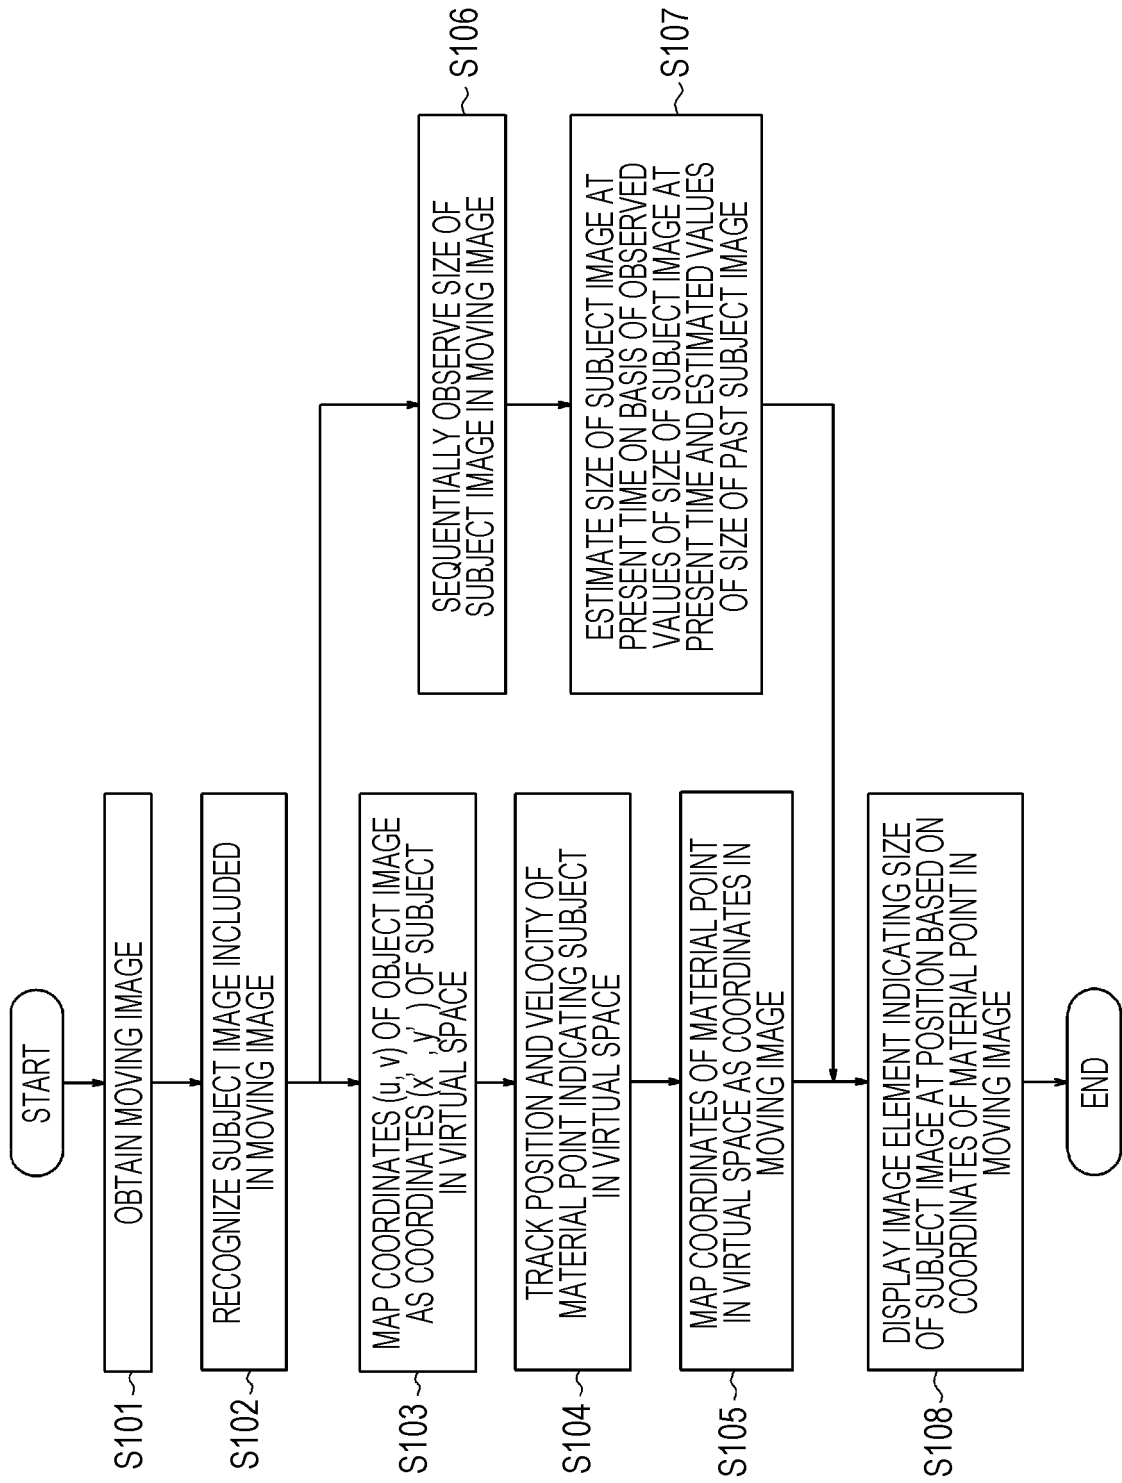 START
S101
OBTAIN MOVING IMAGE
S102
RECOGNIZE SUBJECT IMAGE INCLUDED
IN MOVING IMAGE
S103
MAP COORDINATES (u, v) OF OBJECT IMAGE
AS COORDINATES (x', y') OF SUBJECT
IN VIRTUAL SPACE
S104
TRACK POSITION AND VELOCITY OF
MATERIAL POINT INDICATING SUBJECT
IN VIRTUAL SPACE
S105
MAP COORDINATES OF MATERIAL POINT
IN VIRTUAL SPACE AS COORDINATES IN
MOVING IMAGE
S106
SEQUENTIALLY OBSERVE SIZE OF
SUBJECT IMAGE IN MOVING IMAGE
S107
ESTIMATE SIZE OF SUBJECT IMAGE AT
PRESENT TIME ON BASIS OF OBSERVED
VALUES OF SIZE OF SUBJECT IMAGE AT
PRESENT TIME AND ESTIMATED VALUES
OF SIZE OF PAST SUBJECT IMAGE
S108
DISPLAY IMAGE ELEMENT INDICATING SIZE
OF SUBJECT IMAGE AT POSITION BASED ON
COORDINATES OF MATERIAL POINT IN
MOVING IMAGE
END